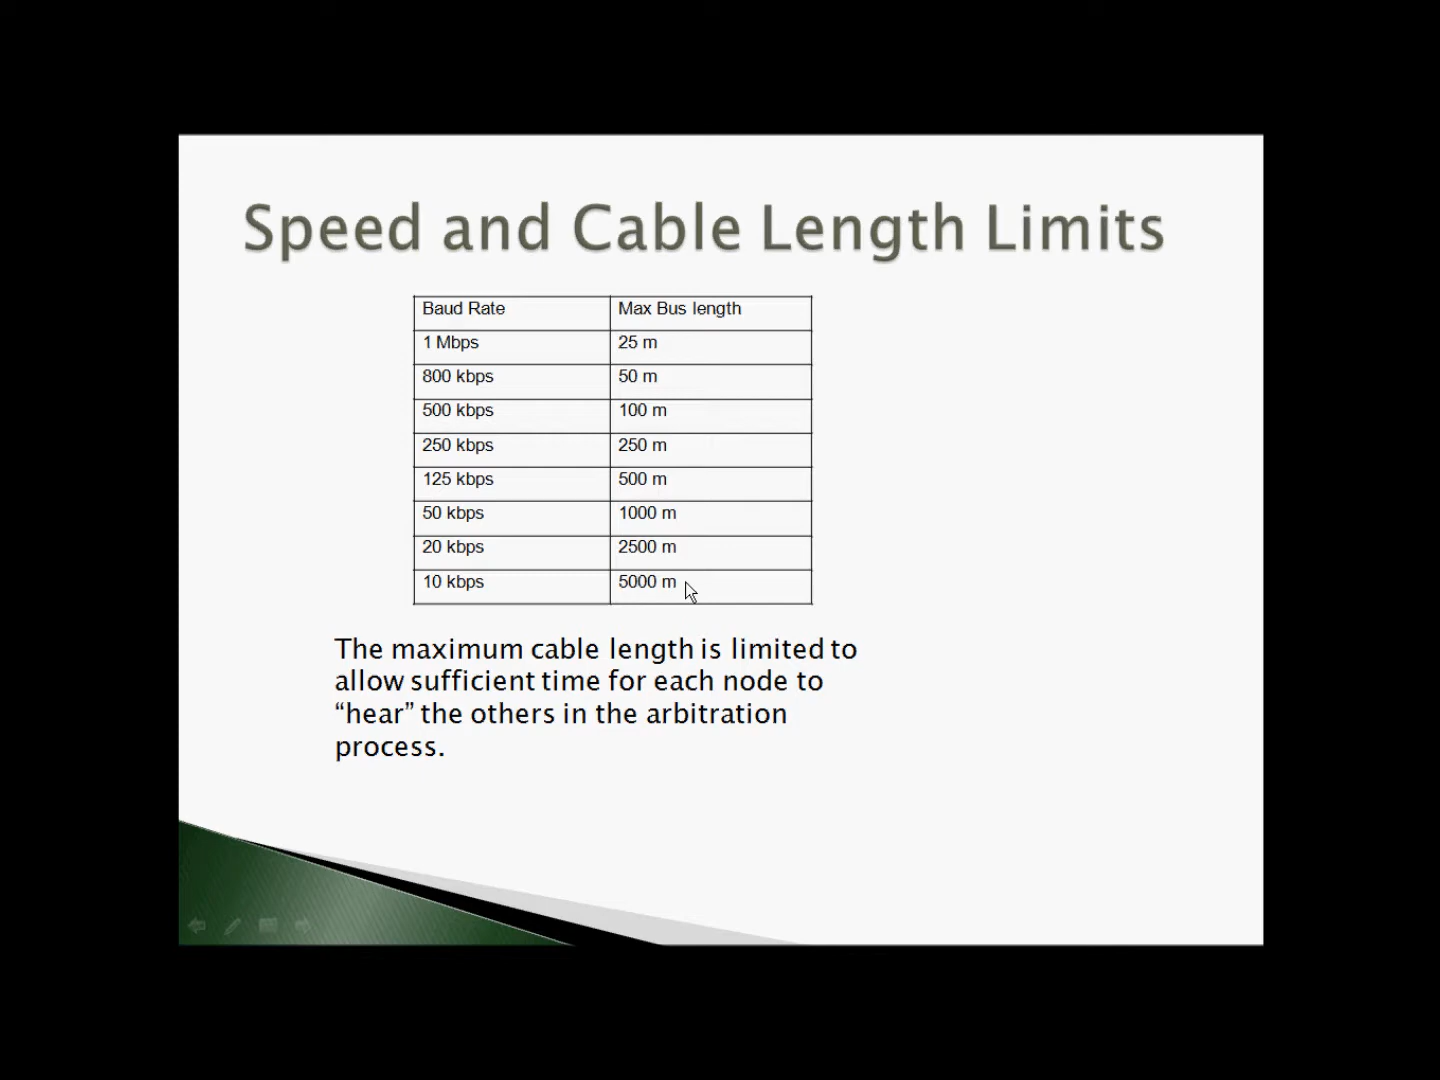 Speed and Cable Length Limits
Baud Rate Max Bus length
1 Mbps 25 m
800 kbps 50 m
500 kbps 100 m
250 kbps 250 m
125 kbps 500 m
50 kbps 1000 m
20 kbps 2500 m
10 kbps 5000 m
The maximum cable length is limited to
allow sufficient time for each node to
“hear” the others in the arbitration
process.